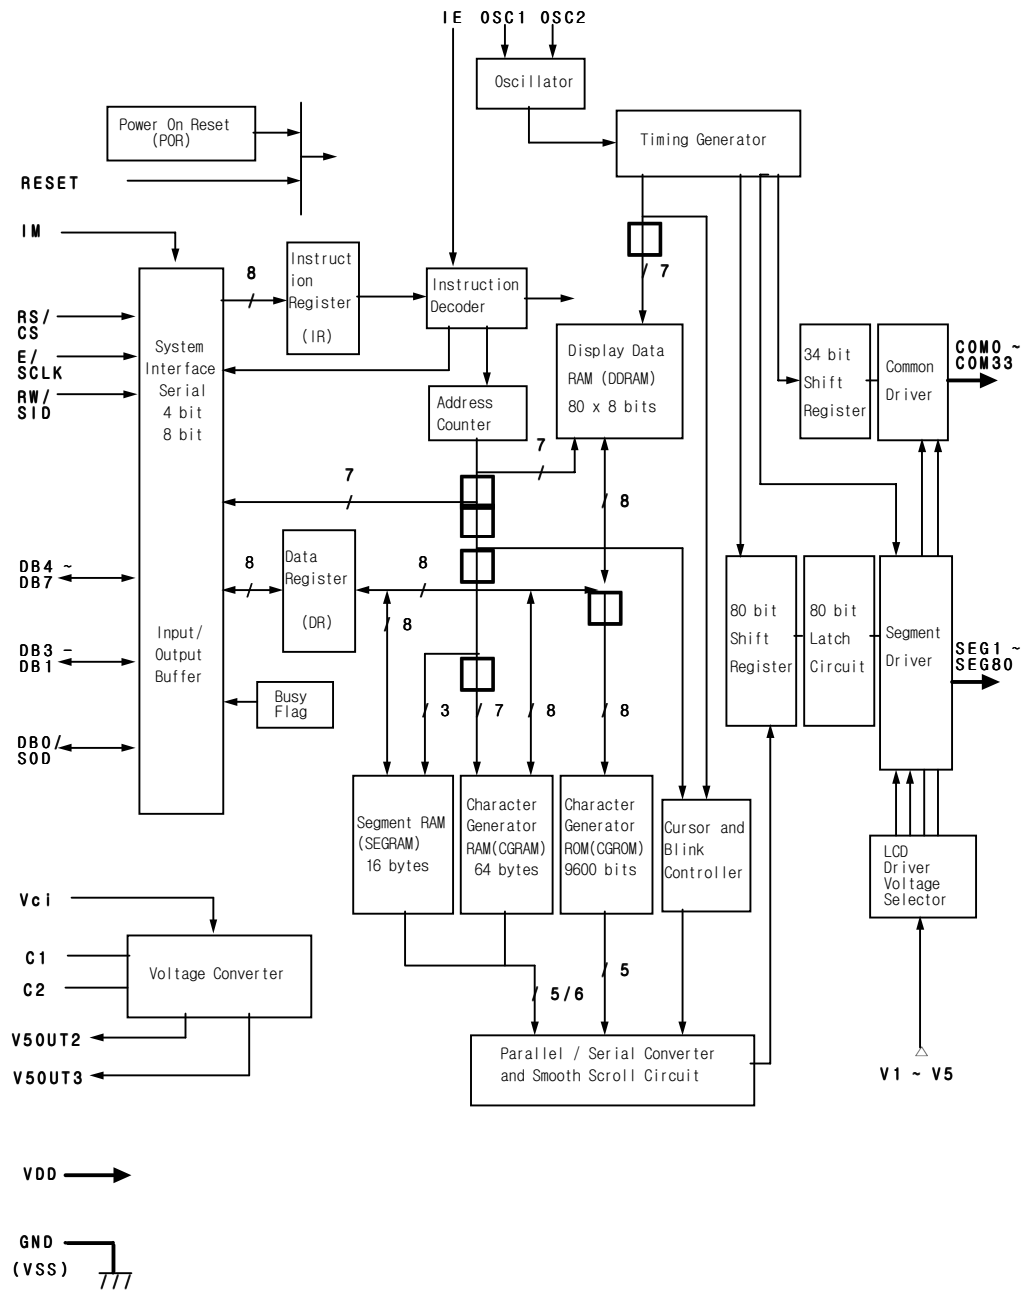 IE OSC1 OSC2
Oscillator
Power On Reset
(POR)
Timing Generator
RESET
IM
Instruct
ion
Register
(IR)
8
7
Instruction
Decoder
RS/
CS
E/
SCLK
RW/
SID
System
Interface
Serial
4 bit
8 bit
Display Data
RAM (DDRAM)
80 x 8 bits
34 bit
Shift
Register
Common
Driver
COM0 ~
COM33
Address
Counter
7
7
8
DB4 ~
DB7
8
Data
Register
(DR)
8
8
DB3 -
DB1
Input/
Output
Buffer
80 bit
Shift
Register
80 bit
Latch
Circuit
Segment
Driver
SEG1 ~
SEG80
Busy
Flag
3
7
8
8
DB0/
SOD
Segment RAM
(SEGRAM)
16 bytes
Character
Generator
RAM(CGRAM)
64 bytes
Character
Generator
ROM(CGROM)
9600 bits
Cursor and
Blink
Controller
LCD
Driver
Voltage
Selector
Vci
C1
C2
Voltage Converter
5/6
5
V5OUT2
V5OUT3
Parallel / Serial Converter
and Smooth Scroll Circuit
V1 ~ V5
VDD
GND
(VSS)